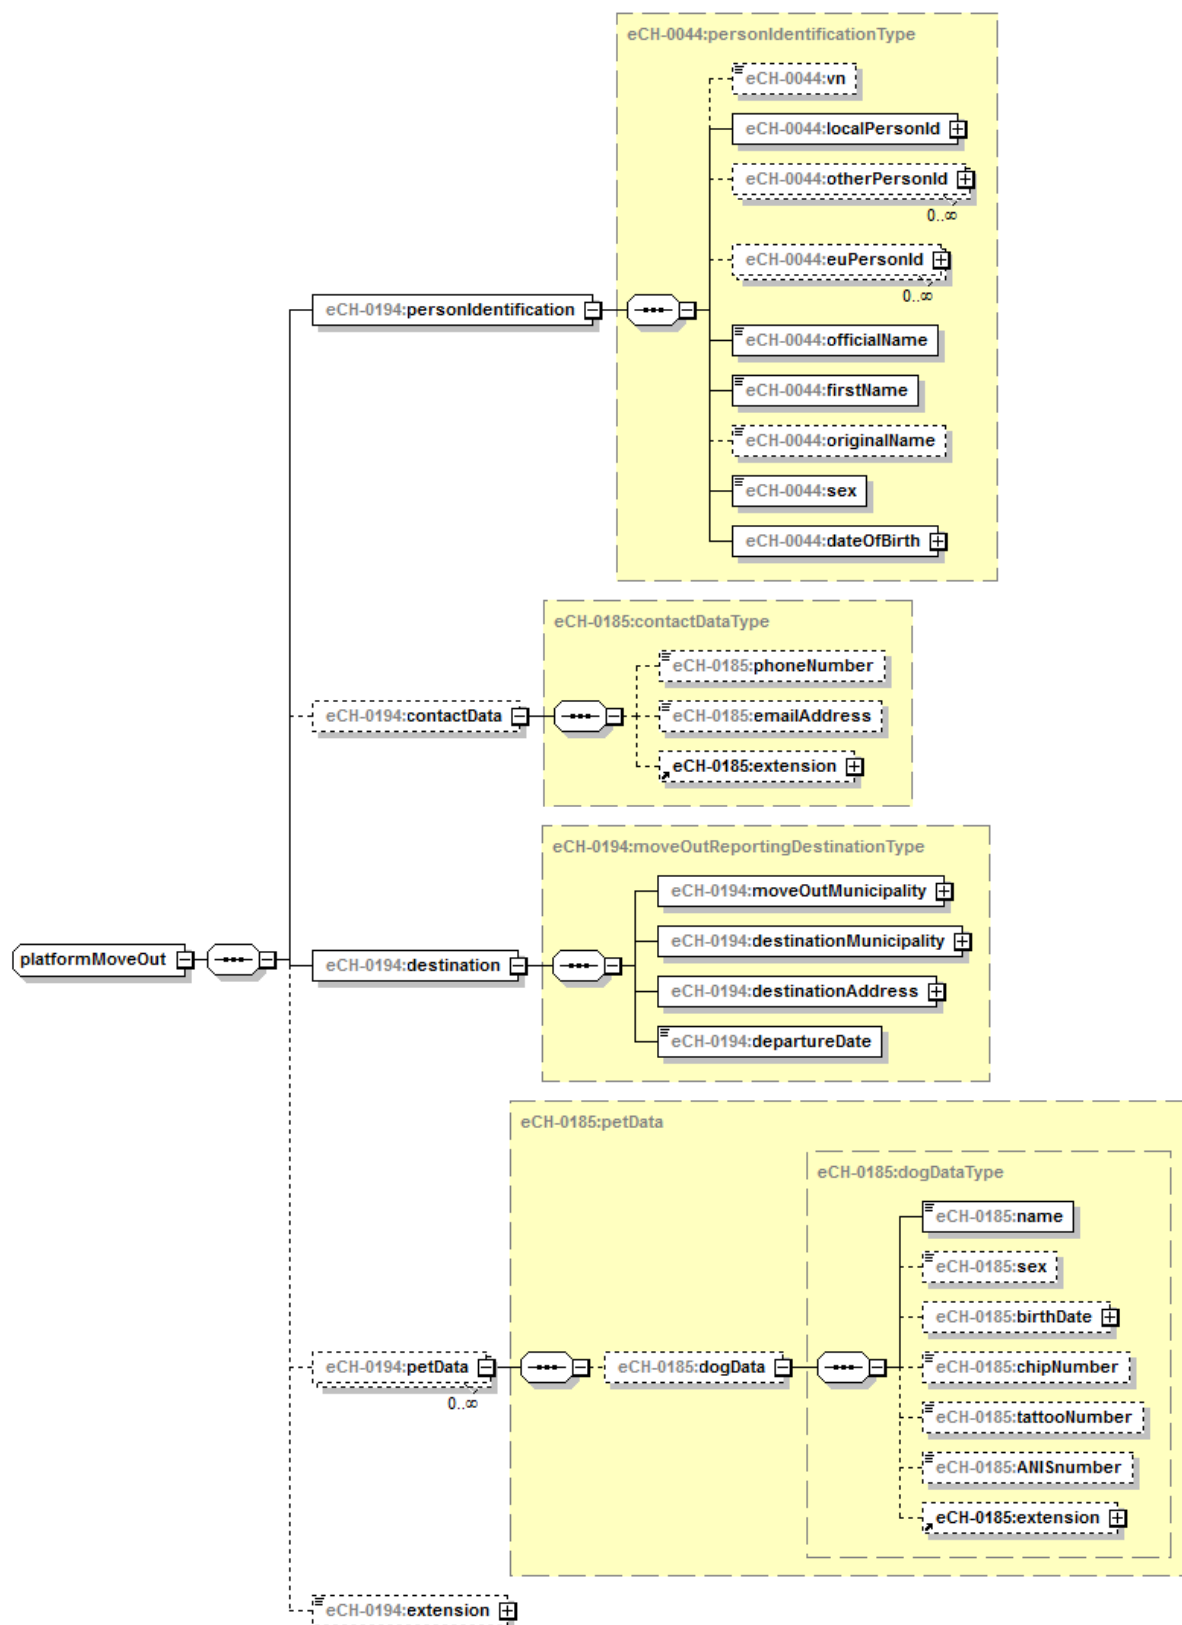 eCH-0044:personIdentificationType
eCH-0044:vn
eCH-0044:localPersonId
eCH-0044:otherPersonId
0..∞
eCH-0044:euPersonId
0..∞
eCH-0194:personIdentification
eCH-0044:officialName
eCH-0044:firstName
eCH-0044:originalName
eCH-0044:sex
eCH-0044:dateOfBirth
eCH-0185:contactDataType
eCH-0185:phoneNumber
eCH-0194:contactData
eCH-0185:emailAddress
eCH-0185:extension
eCH-0194:moveOutReportingDestinationType
eCH-0194:moveOutMunicipality
eCH-0194:destinationMunicipality
platformMoveOut
eCH-0194:destination
eCH-0194:destinationAddress
eCH-0194:departureDate
eCH-0185:petData
eCH-0185:dogDataType
eCH-0185:name
eCH-0185:sex
eCH-0185:birthDate
eCH-0194:petData
0..∞
eCH-0185:dogData
eCH-0185:chipNumber
eCH-0185:tattooNumber
eCH-0185:ANISnumber
eCH-0185:extension
eCH-0194:extension